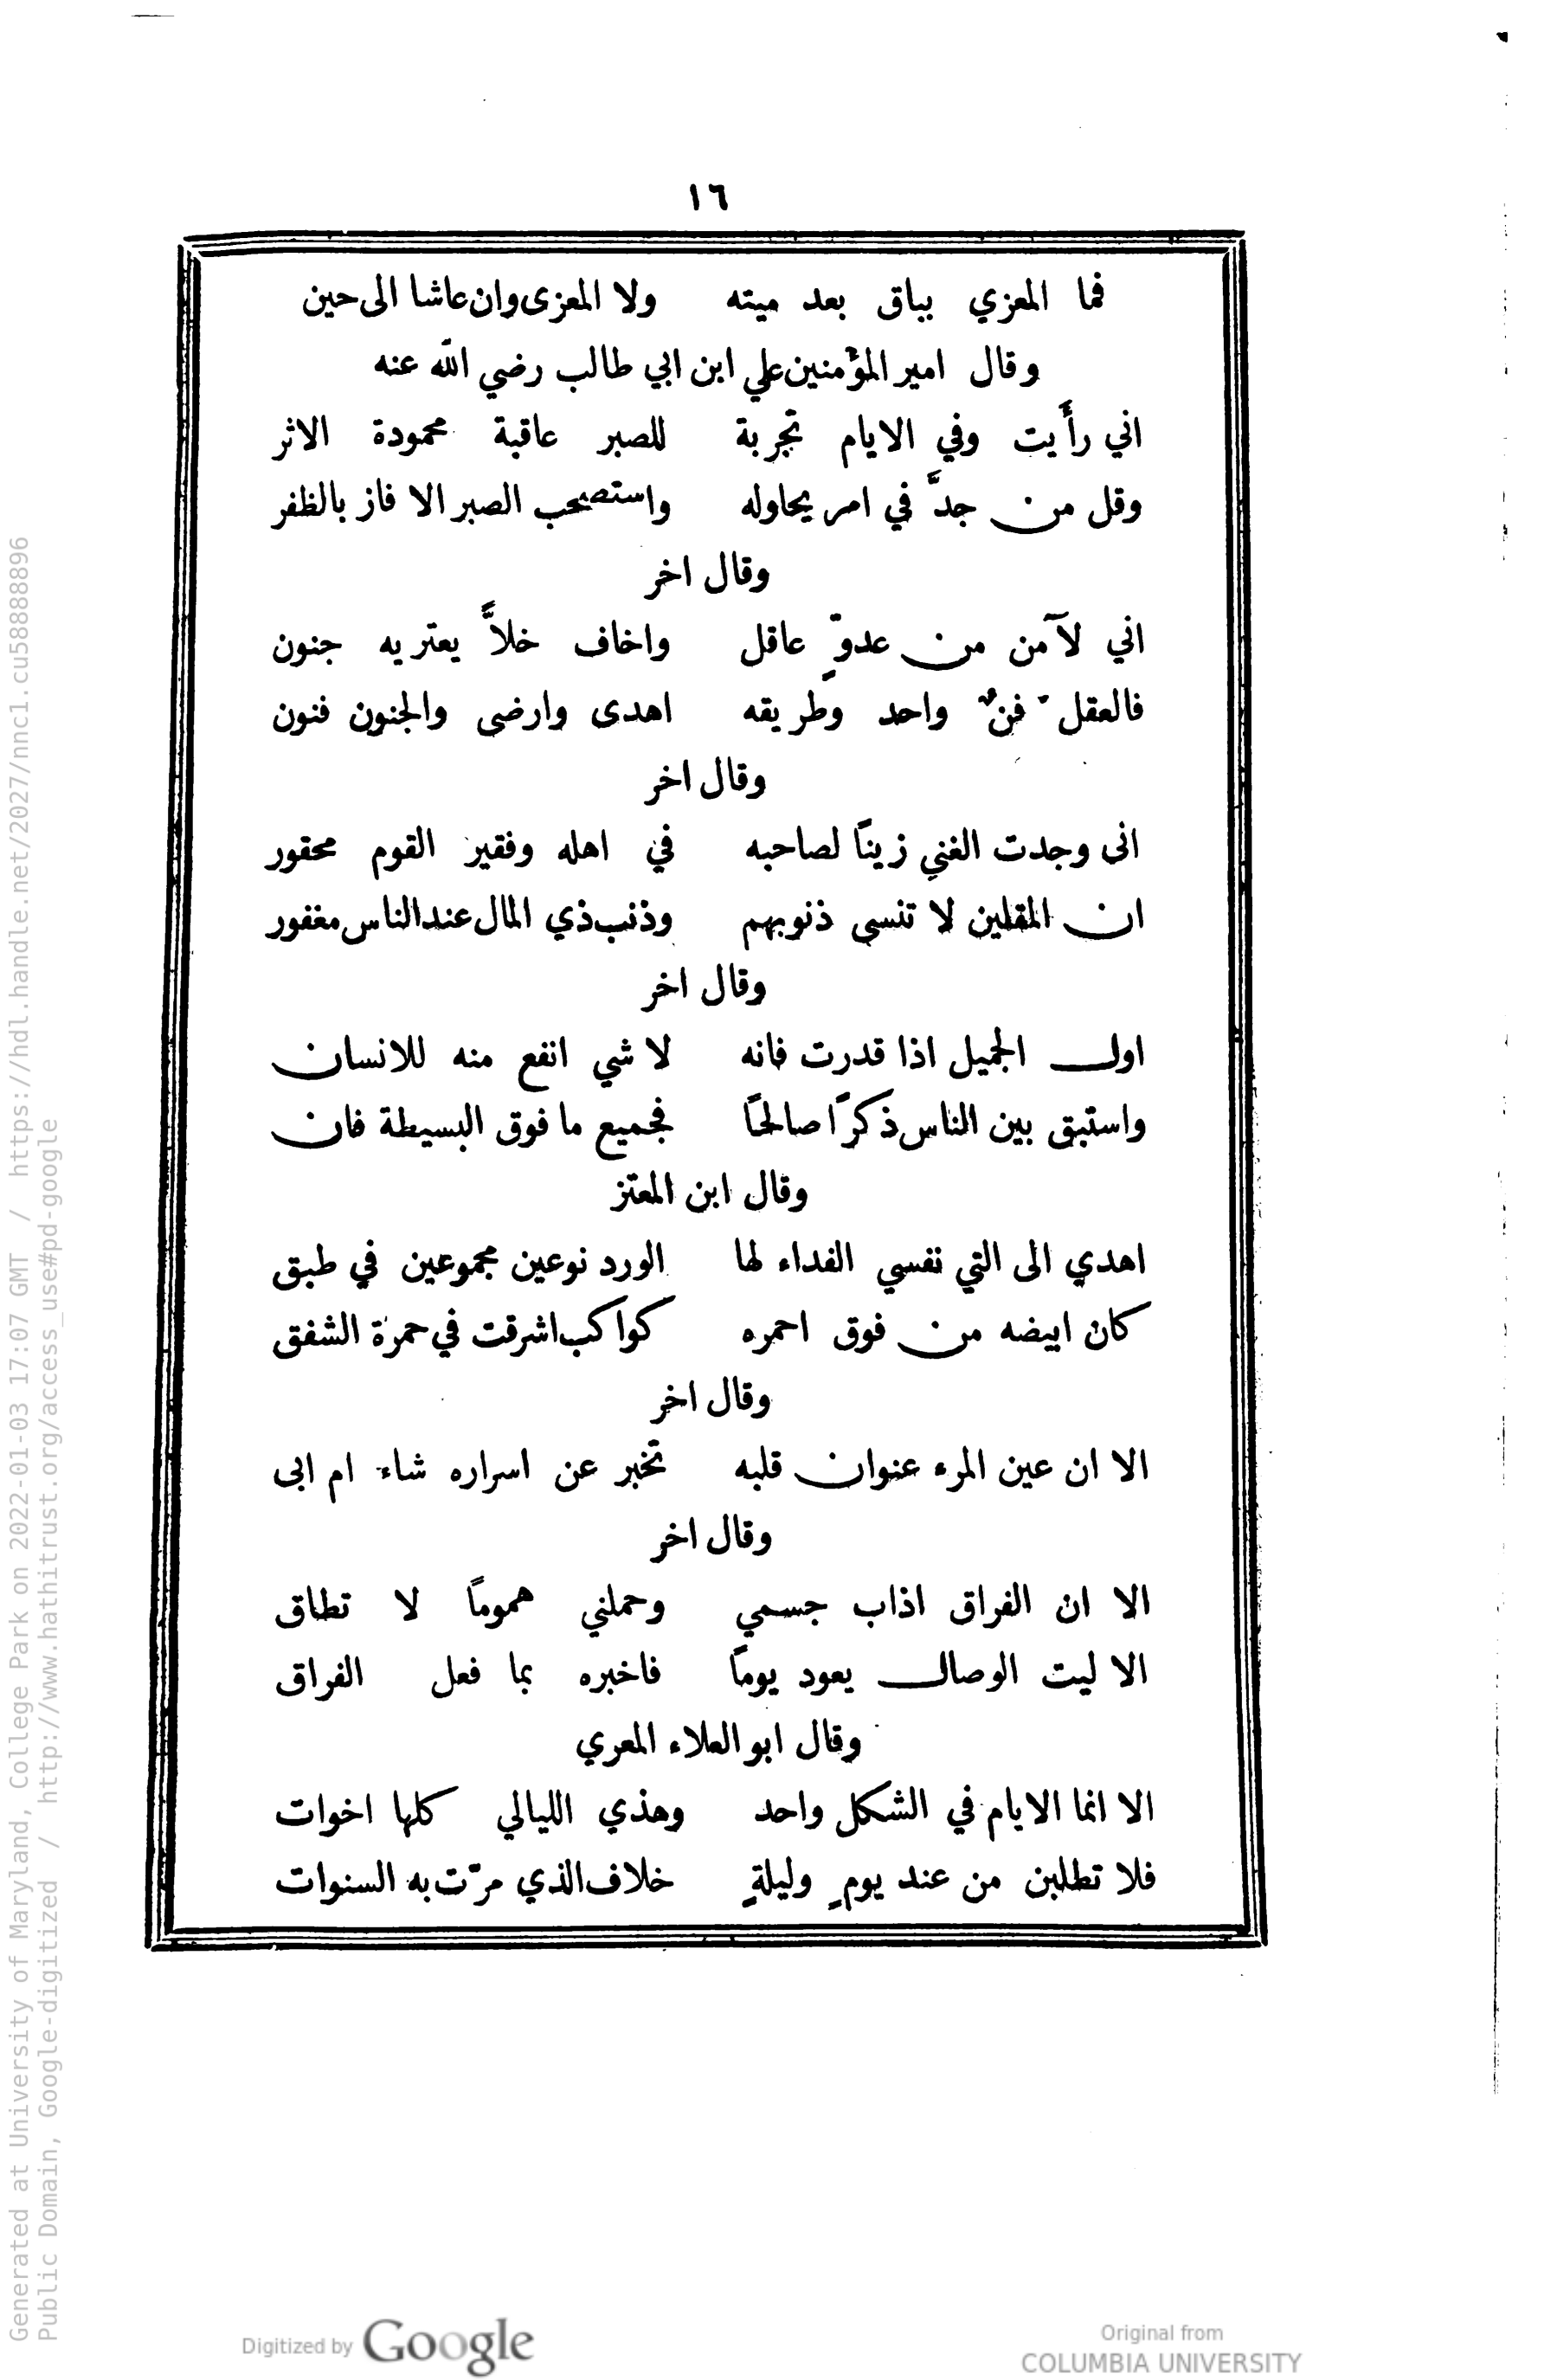 ١٦
فما المعزي بباق بعد ميته ولا المعزى وان عاشا الى حين
وقال امير المؤمنين علي ابن ابي طالب رضي الله عنه
اني رأَيت وفي الايام تجربة للصبر عاقبة محمودة الاثر
وقل من جدَّ في امر يحاوله واستصحب الصبر الا فاز بالظفر
وقال اخر
اني لآمن من عدوٍّ عاقل واخاف خلاًّ يعتريه جنون
فالعقل فنٌ واحد وطريقه اهدى وارضى والجنون فنون
وقال اخر
انى وجدت الغني زيناً لصاحبه في اهله وفقير القوم محقور
ان المقلين لا تنسى ذنوبهم وذنب ذي المال عند الناس مغفور
وقال اخر
اول الجميل اذا قدرت فانه لا شي انفع منه للانسان
واستبق بين الناس ذكراً صالحاً فجميع ما فوق البسيطة فان
وقال ابن المعتز
اهدي الى التي نفسي الفداء لها الورد نوعين مجموعين في طبق
كان ابيضه من فوق احمره كواكب اشرقت في حمرة الشفق
وقال اخر
الا ان عين المرء عنوان قلبه تخبر عن اسراره شاء ام ابى
وقال اخر
الا ان الفراق اذاب جسمي وحملني هموماً لا تطاق
الا ليت الوصال يعود يوماً فاخبره بما فعل الفراق
وقال ابو العلاء المعري
الا انما الايام في الشكل واحد وهذي الليالي كلها اخوات
فلا تطلبن من عند يومٍ وليلةٍ خلاف الذي مرّت به السنوات
Generated at University of Maryland, College Park on 2022-01-03 17:07 GMT / https://hdl.handle.net/2027/nnc1.cu58888896
Public Domain, Google-digitized / http://www.hathitrust.org/access_use#pd-google
Digitized by Google
Original from
COLUMBIA UNIVERSITY